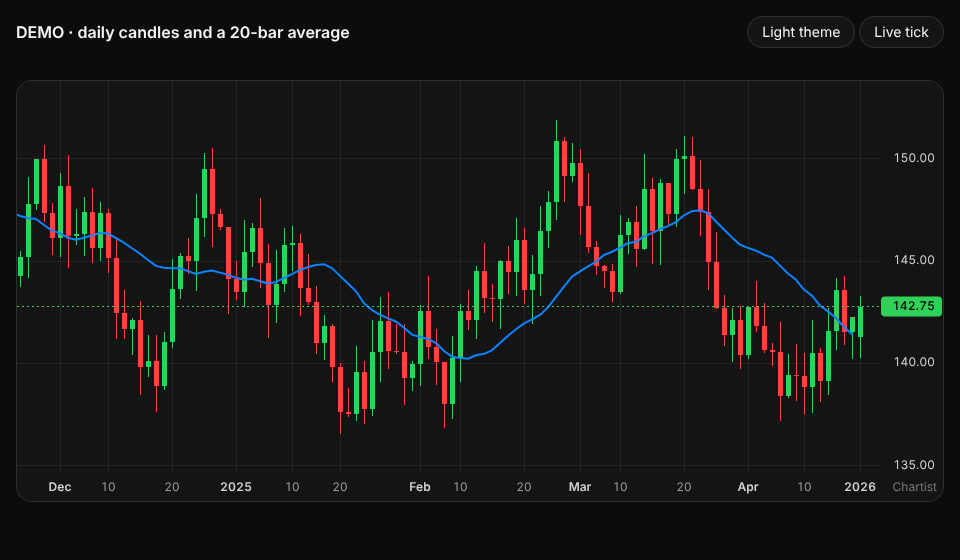 DEMO · daily candles and a 20-bar average
Light theme
Live tick
150.00
145.00
142.75
140.00
135.00
Dec 10 20 2025 10 20 Feb 10 20 Mar 10 20 Apr 10 2026
Chartist